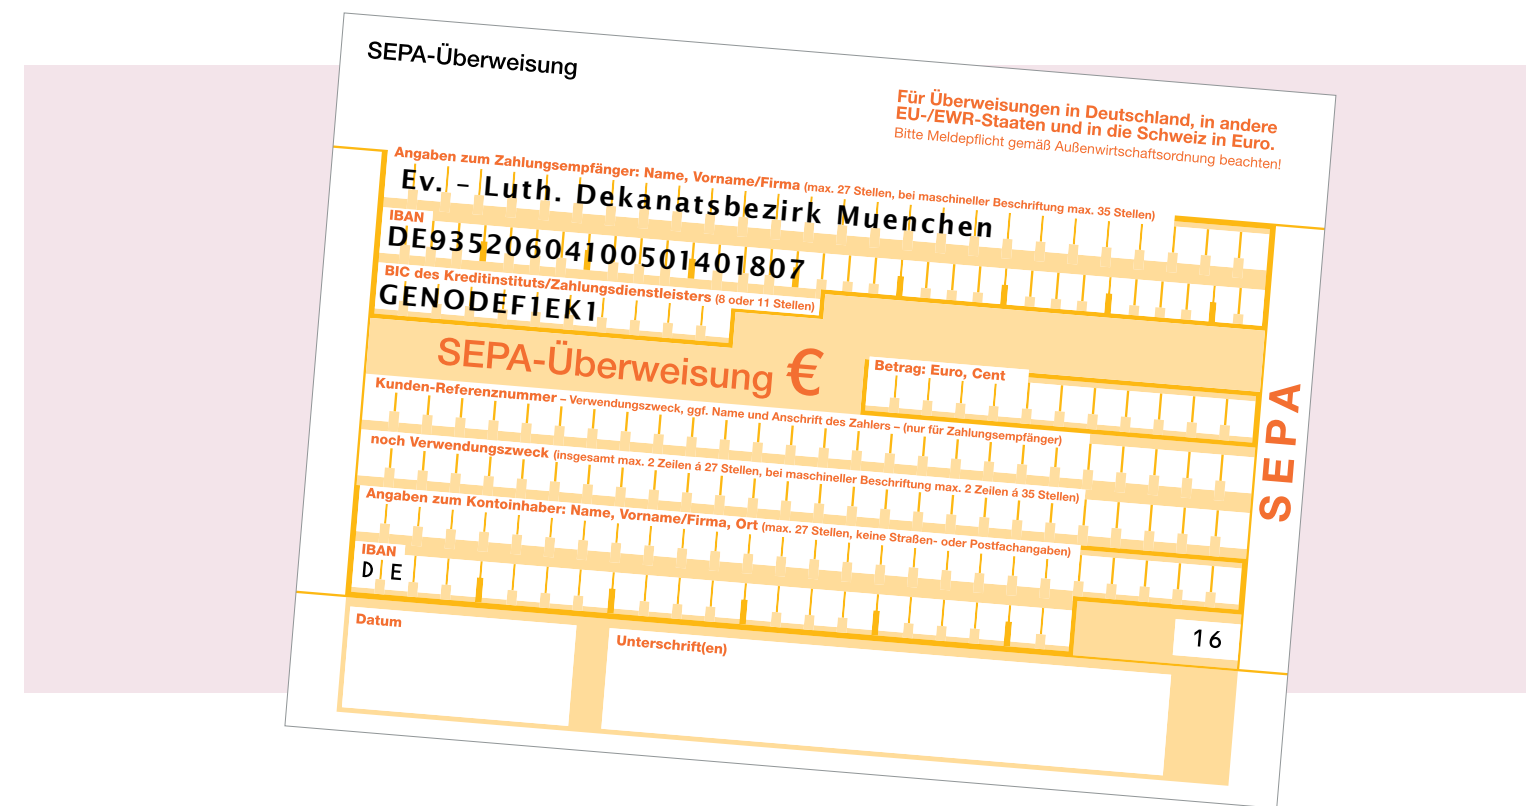 SEPA-Überweisung
Für Überweisungen in Deutschland, in andere
EU-/EWR-Staaten und in die Schweiz in Euro.
Bitte Meldepflicht gemäß Außenwirtschaftsordnung beachten!
Angaben zum Zahlungsempfänger: Name, Vorname/Firma (max. 27 Stellen, bei maschineller Beschriftung max. 35 Stellen)
Ev. – Luth. Dekanatsbezirk Muenchen
IBAN
DE93520604100501401807
BIC des Kreditinstituts/Zahlungsdienstleisters (8 oder 11 Stellen)
GENODEF1EK1
SEPA-Überweisung €
Betrag: Euro, Cent
Kunden-Referenznummer – Verwendungszweck, ggf. Name und Anschrift des Zahlers – (nur für Zahlungsempfänger)
noch Verwendungszweck (insgesamt max. 2 Zeilen á 27 Stellen, bei maschineller Beschriftung max. 2 Zeilen á 35 Stellen)
Angaben zum Kontoinhaber: Name, Vorname/Firma, Ort (max. 27 Stellen, keine Straßen- oder Postfachangaben)
IBAN
D E
16
Datum
Unterschrift(en)
SEPA